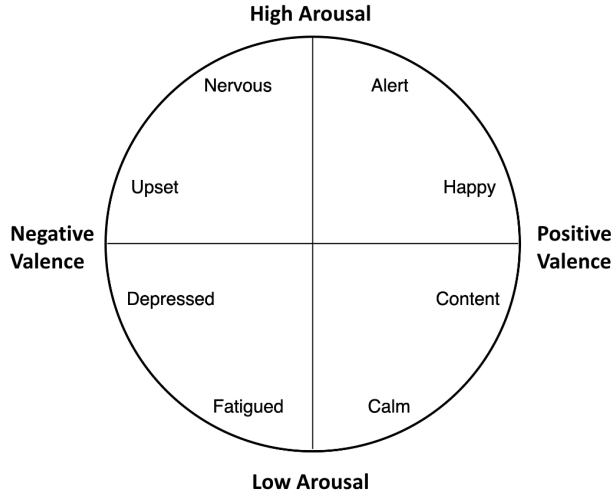 High Arousal
Nervous
Alert
Upset
Happy
Negative
Valence
Positive
Valence
Depressed
Content
Fatigued
Calm
Low Arousal